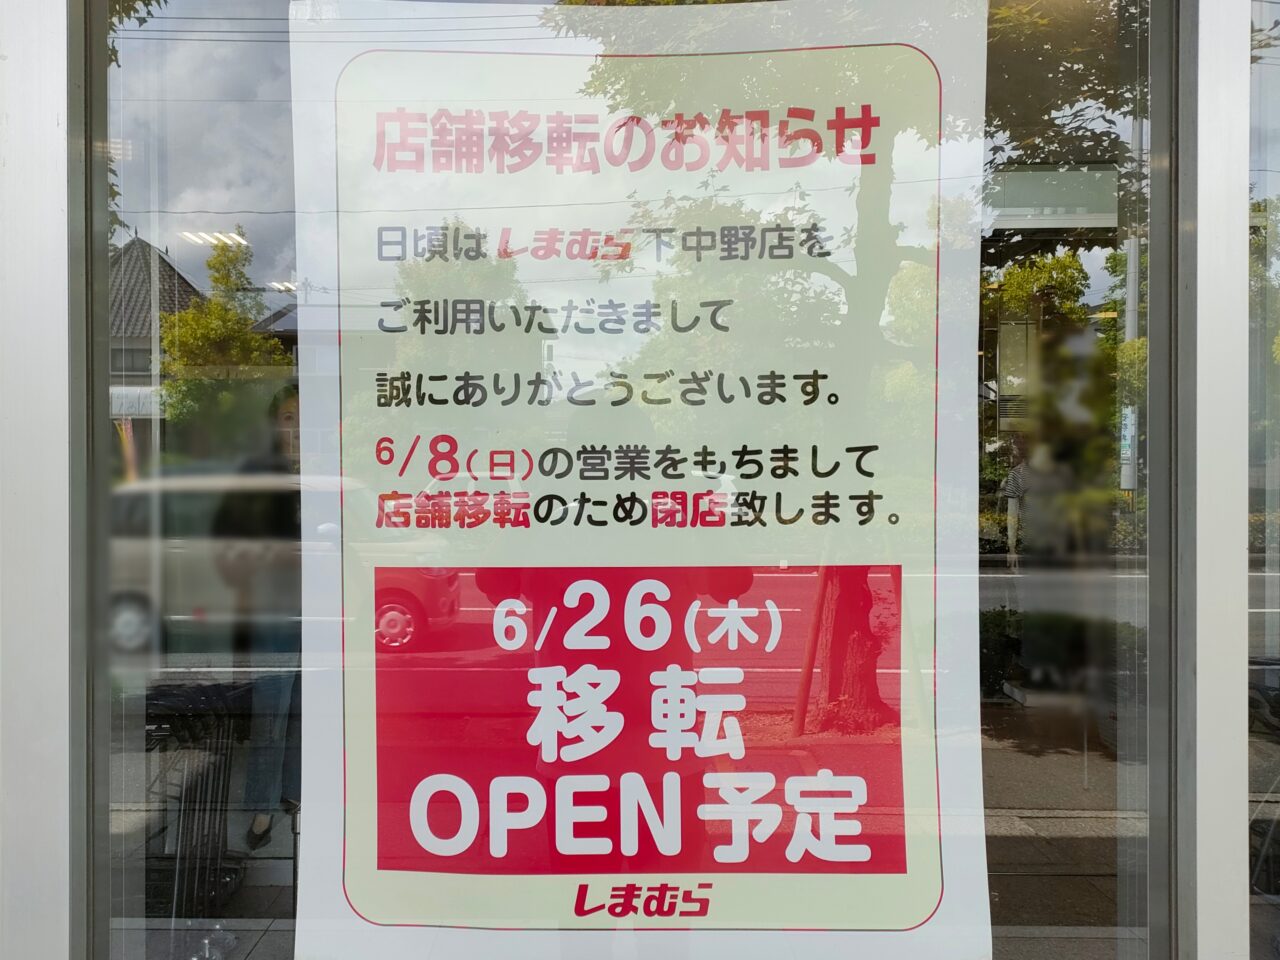 店舗移転のお知らせ
日頃はしまむら下中野店を
ご利用いただきまして
誠にありがとうございます。
6/8(日)の営業をもちまして
店舗移転のため閉店致します。
6/26(木)
移転
OPEN予定
しまむら